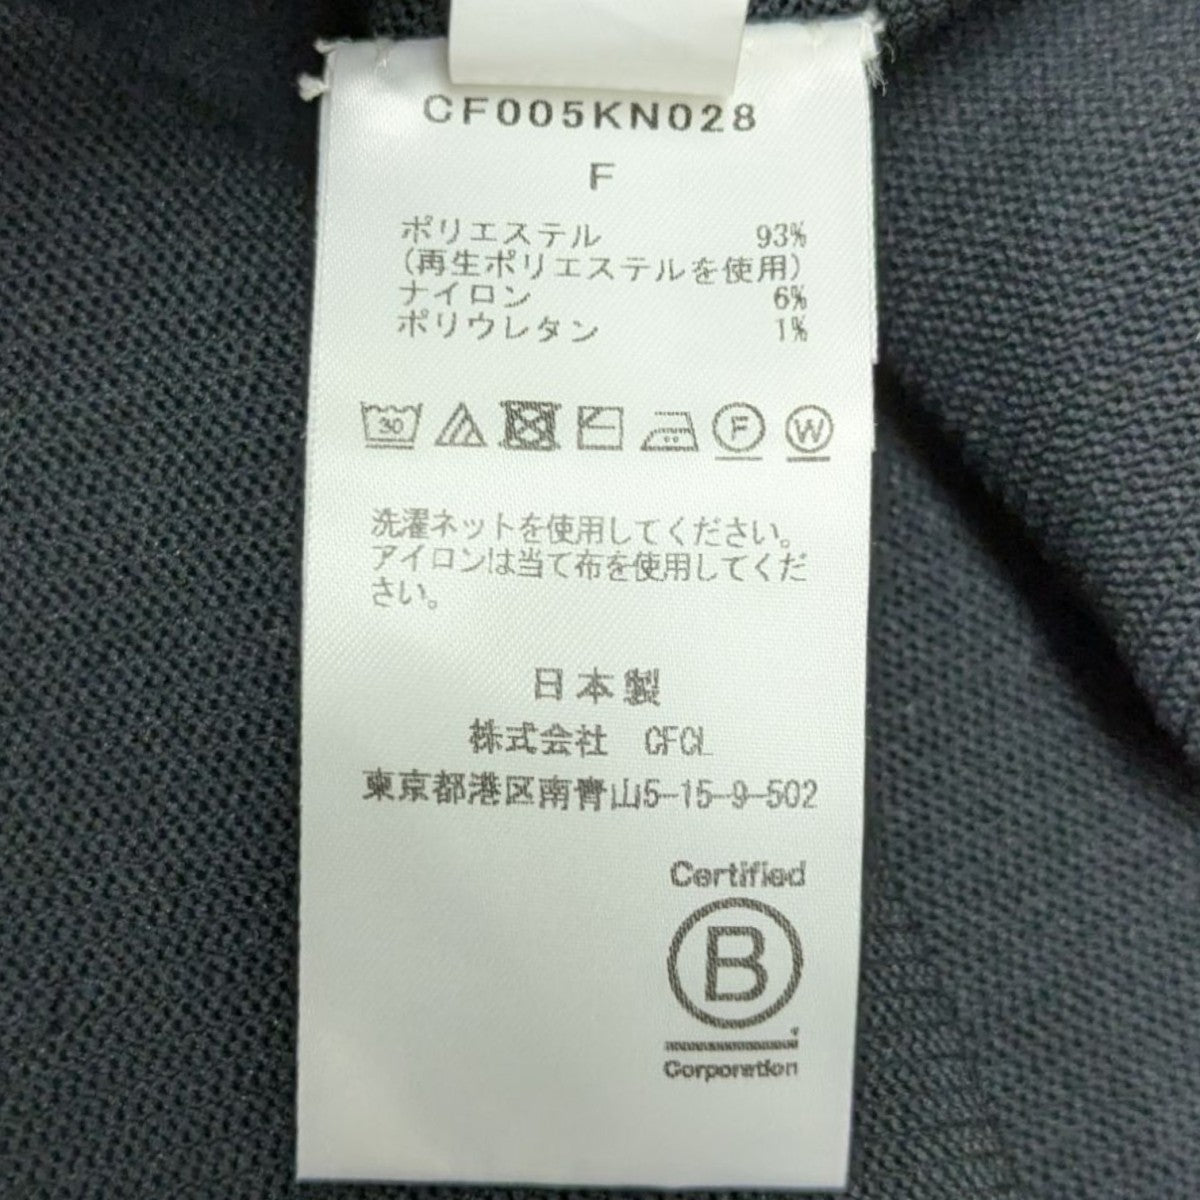 CF005KN028
F
ポリエステル 93%
(再生ポリエステルを使用)
ナイロン 6%
ポリウレタン 1%
30 F W
洗濯ネットを使用してください。
アイロンは当て布を使用してくだ
さい。
日本製
株式会社 CFCL
東京都港区南青山5-15-9-502
Certified
B
Corporation